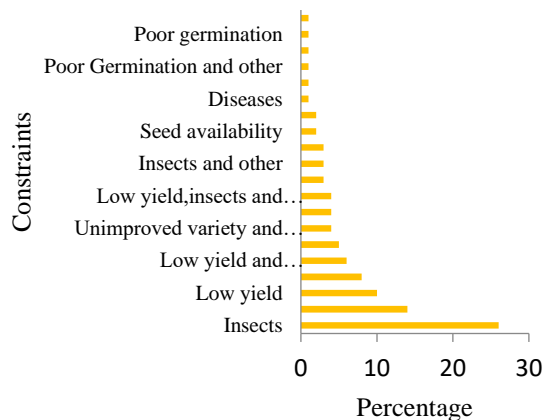 Poor germination
Poor Germination and other
Diseases
Seed availability
Insects and other
Low yield,insects and…
Unimproved variety and…
Low yield and…
Low yield
Insects
Constraints
0 10 20 30
Percentage